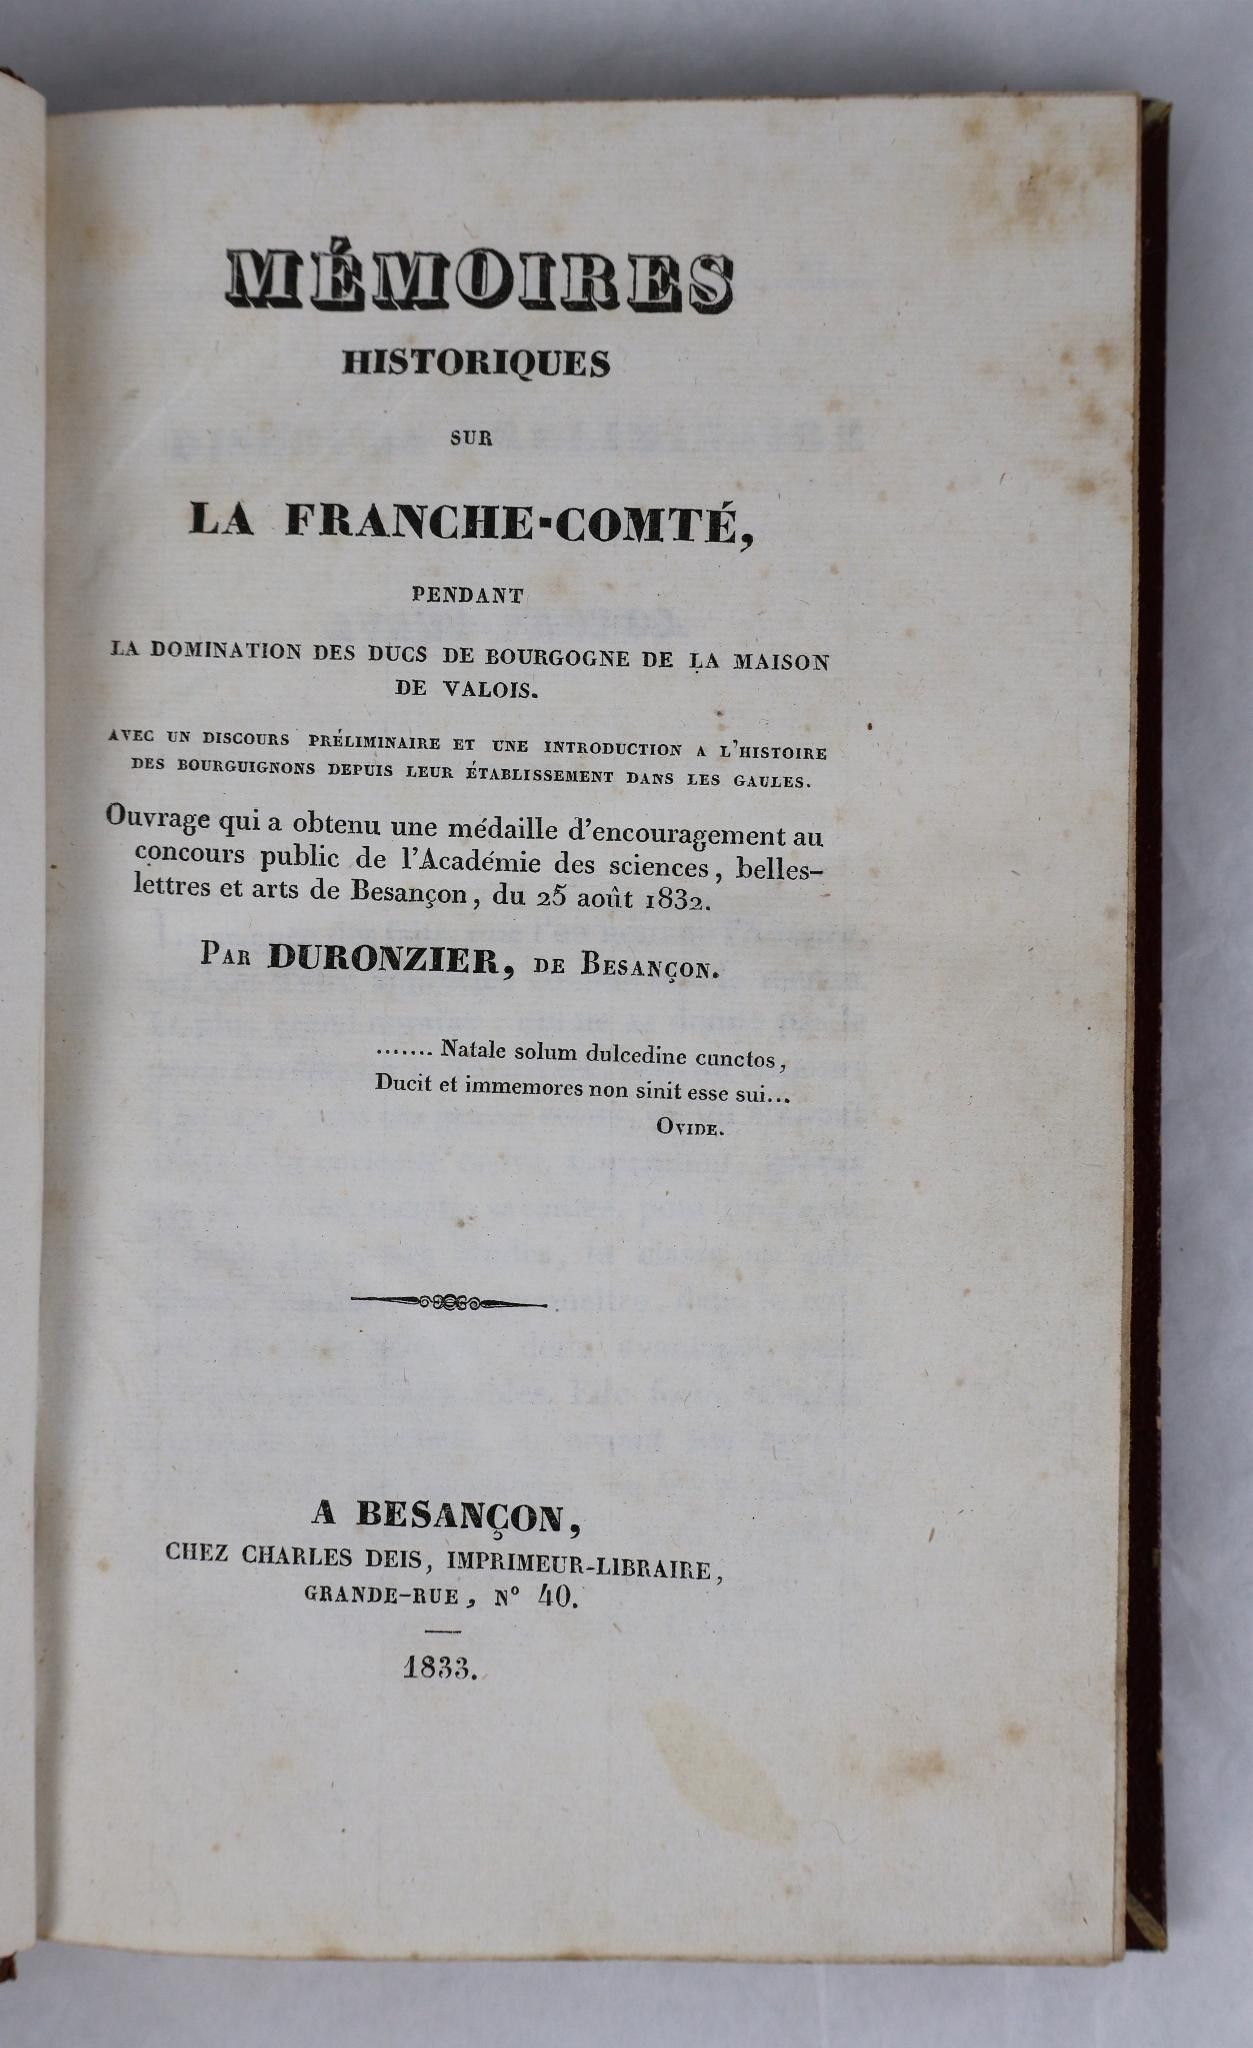 MÉMOIRES
HISTORIQUES
SUR
LA FRANCHE-COMTÉ,
PENDANT
LA DOMINATION DES DUCS DE BOURGOGNE DE LA MAISON
DE VALOIS.
AVEC UN DISCOURS PRÉLIMINAIRE ET UNE INTRODUCTION A L'HISTOIRE
DES BOURGUIGNONS DEPUIS LEUR ÉTABLISSEMENT DANS LES GAULES.
Ouvrage qui a obtenu une médaille d'encouragement au
concours public de l'Académie des sciences, belles-
lettres et arts de Besançon, du 25 août 1832.
PAR DURONZIER, DE BESANÇON.
....... Natale solum dulcedine cunctos,
Ducit et immemores non sinit esse sui...
OVIDE.
A BESANÇON,
CHEZ CHARLES DEIS, IMPRIMEUR-LIBRAIRE,
GRANDE-RUE, N° 40.
1833.